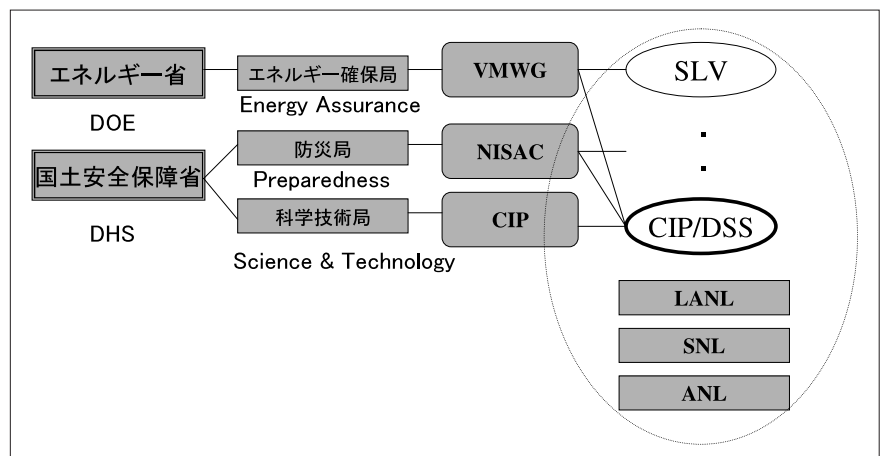 エネルギー省
エネルギー確保局
VMWG
SLV
DOE
Energy Assurance
国土安全保障省
防災局
NISAC
Preparedness
DHS
科学技術局
CIP
CIP/DSS
Science & Technology
LANL
SNL
ANL